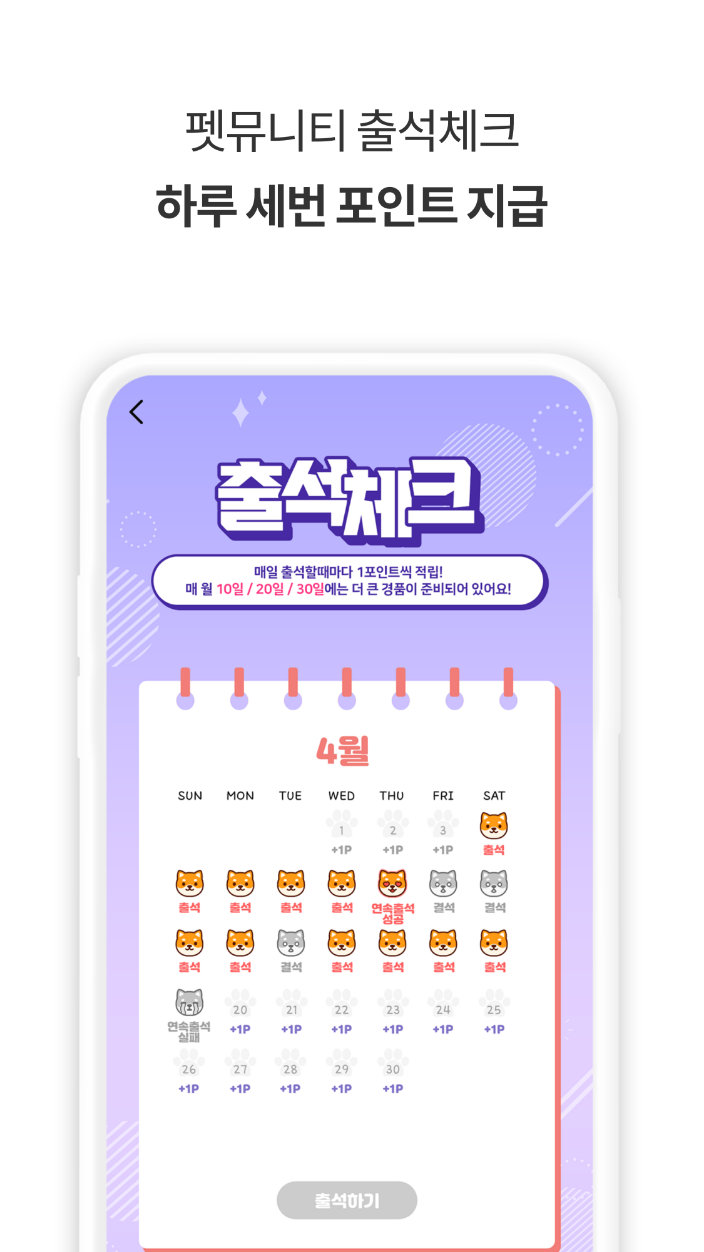 펫뮤니티 출석체크
하루 세번 포인트 지급
출석체크
매일 출석할때마다 1포인트씩 적립!
매 월 10일 / 20일 / 30일에는 더 큰 경품이 준비되어 있어요!
4월
SUN MON TUE WED THU FRI SAT
1 2 3
+1P +1P +1P 출석
출석 출석 출석 출석 연속출석 결석 결석
성공
출석 출석 결석 출석 출석 출석 출석
20 21 22 23 24 25
연속출석 +1P +1P +1P +1P +1P +1P
실패
26 27 28 29 30
+1P +1P +1P +1P +1P
출석하기